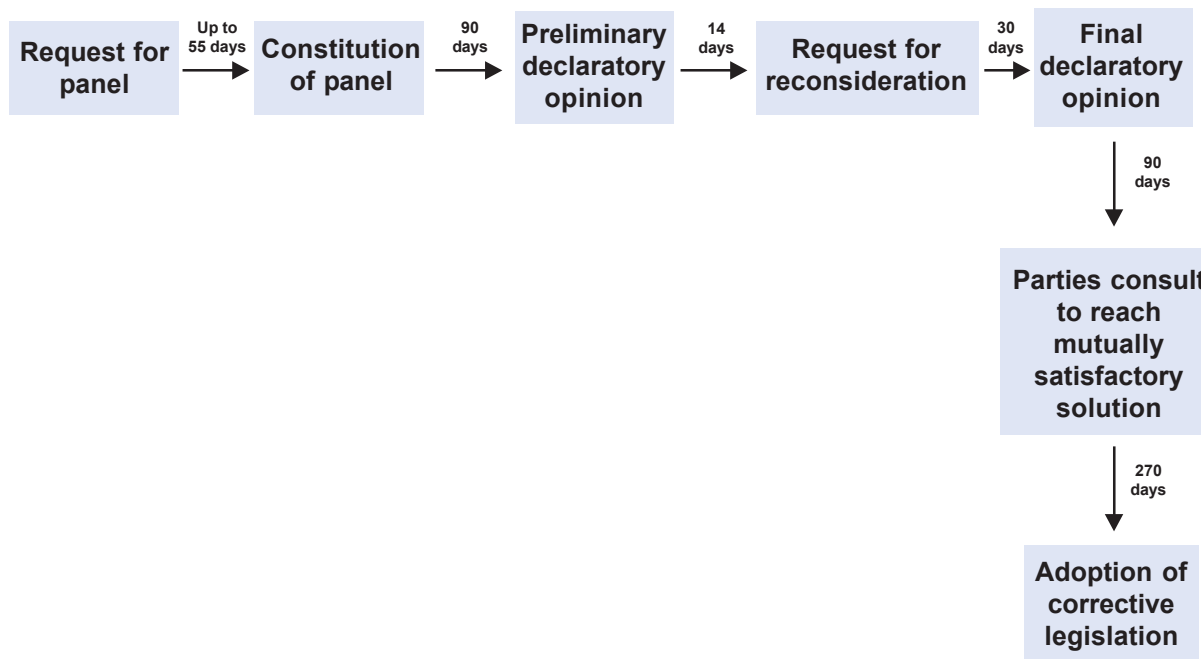 Request for
panel
Up to
55 days
Constitution
of panel
90
days
Preliminary
declaratory
opinion
14
days
Request for
reconsideration
30
days
Final
declaratory
opinion
90
days
Parties consult
to reach
mutually
satisfactory
solution
270
days
Adoption of
corrective
legislation